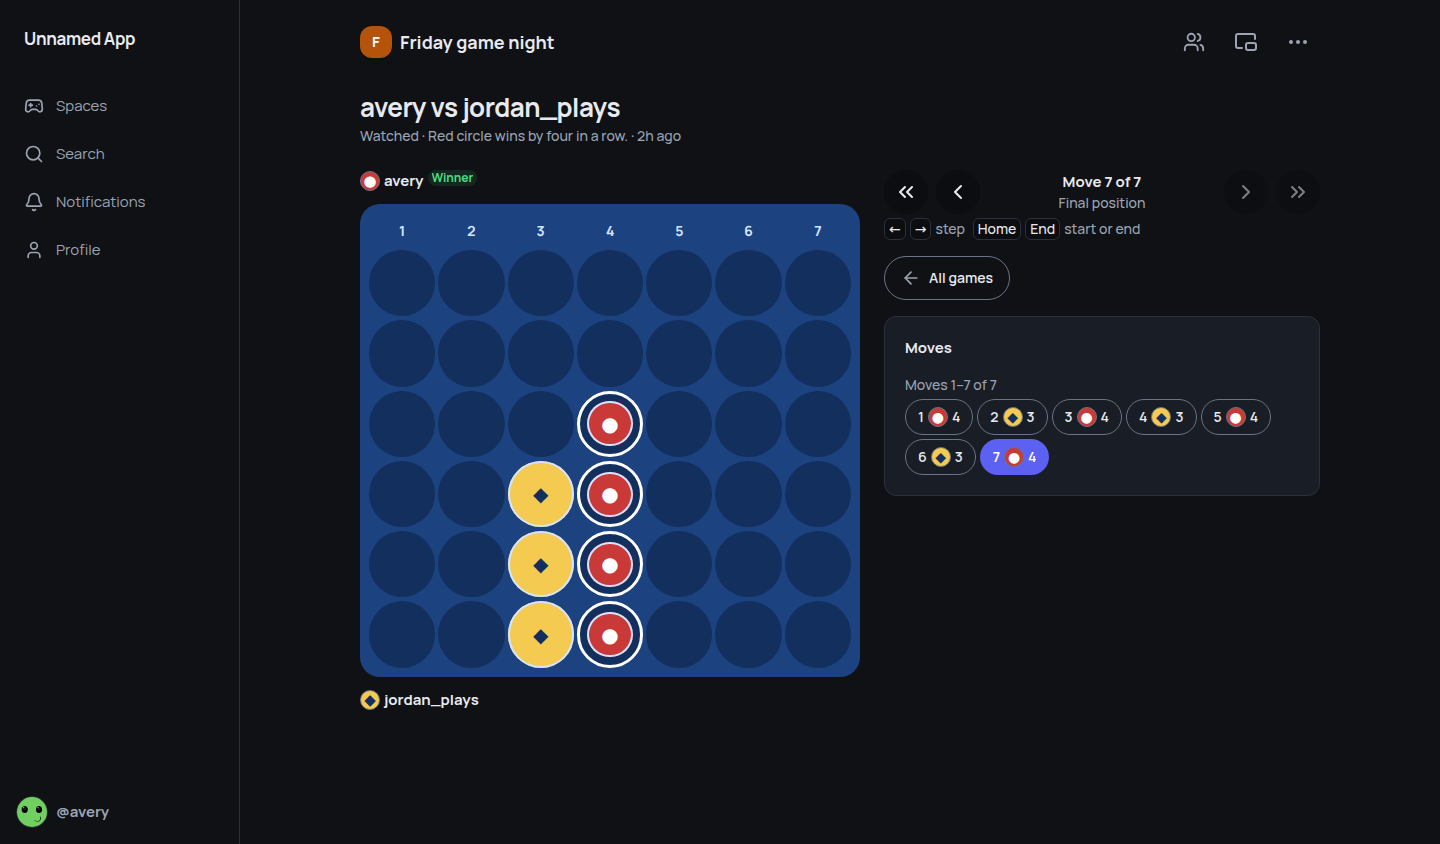 Unnamed App
Spaces
Search
Notifications
Profile
@avery
F Friday game night
avery vs jordan_plays
Watched · Red circle wins by four in a row. · 2h ago
avery Winner
1 2 3 4 5 6 7
jordan_plays
Move 7 of 7
Final position
← → step Home End start or end
All games
Moves
Moves 1–7 of 7
1 4 2 3 3 4 4 3 5 4
6 3 7 4